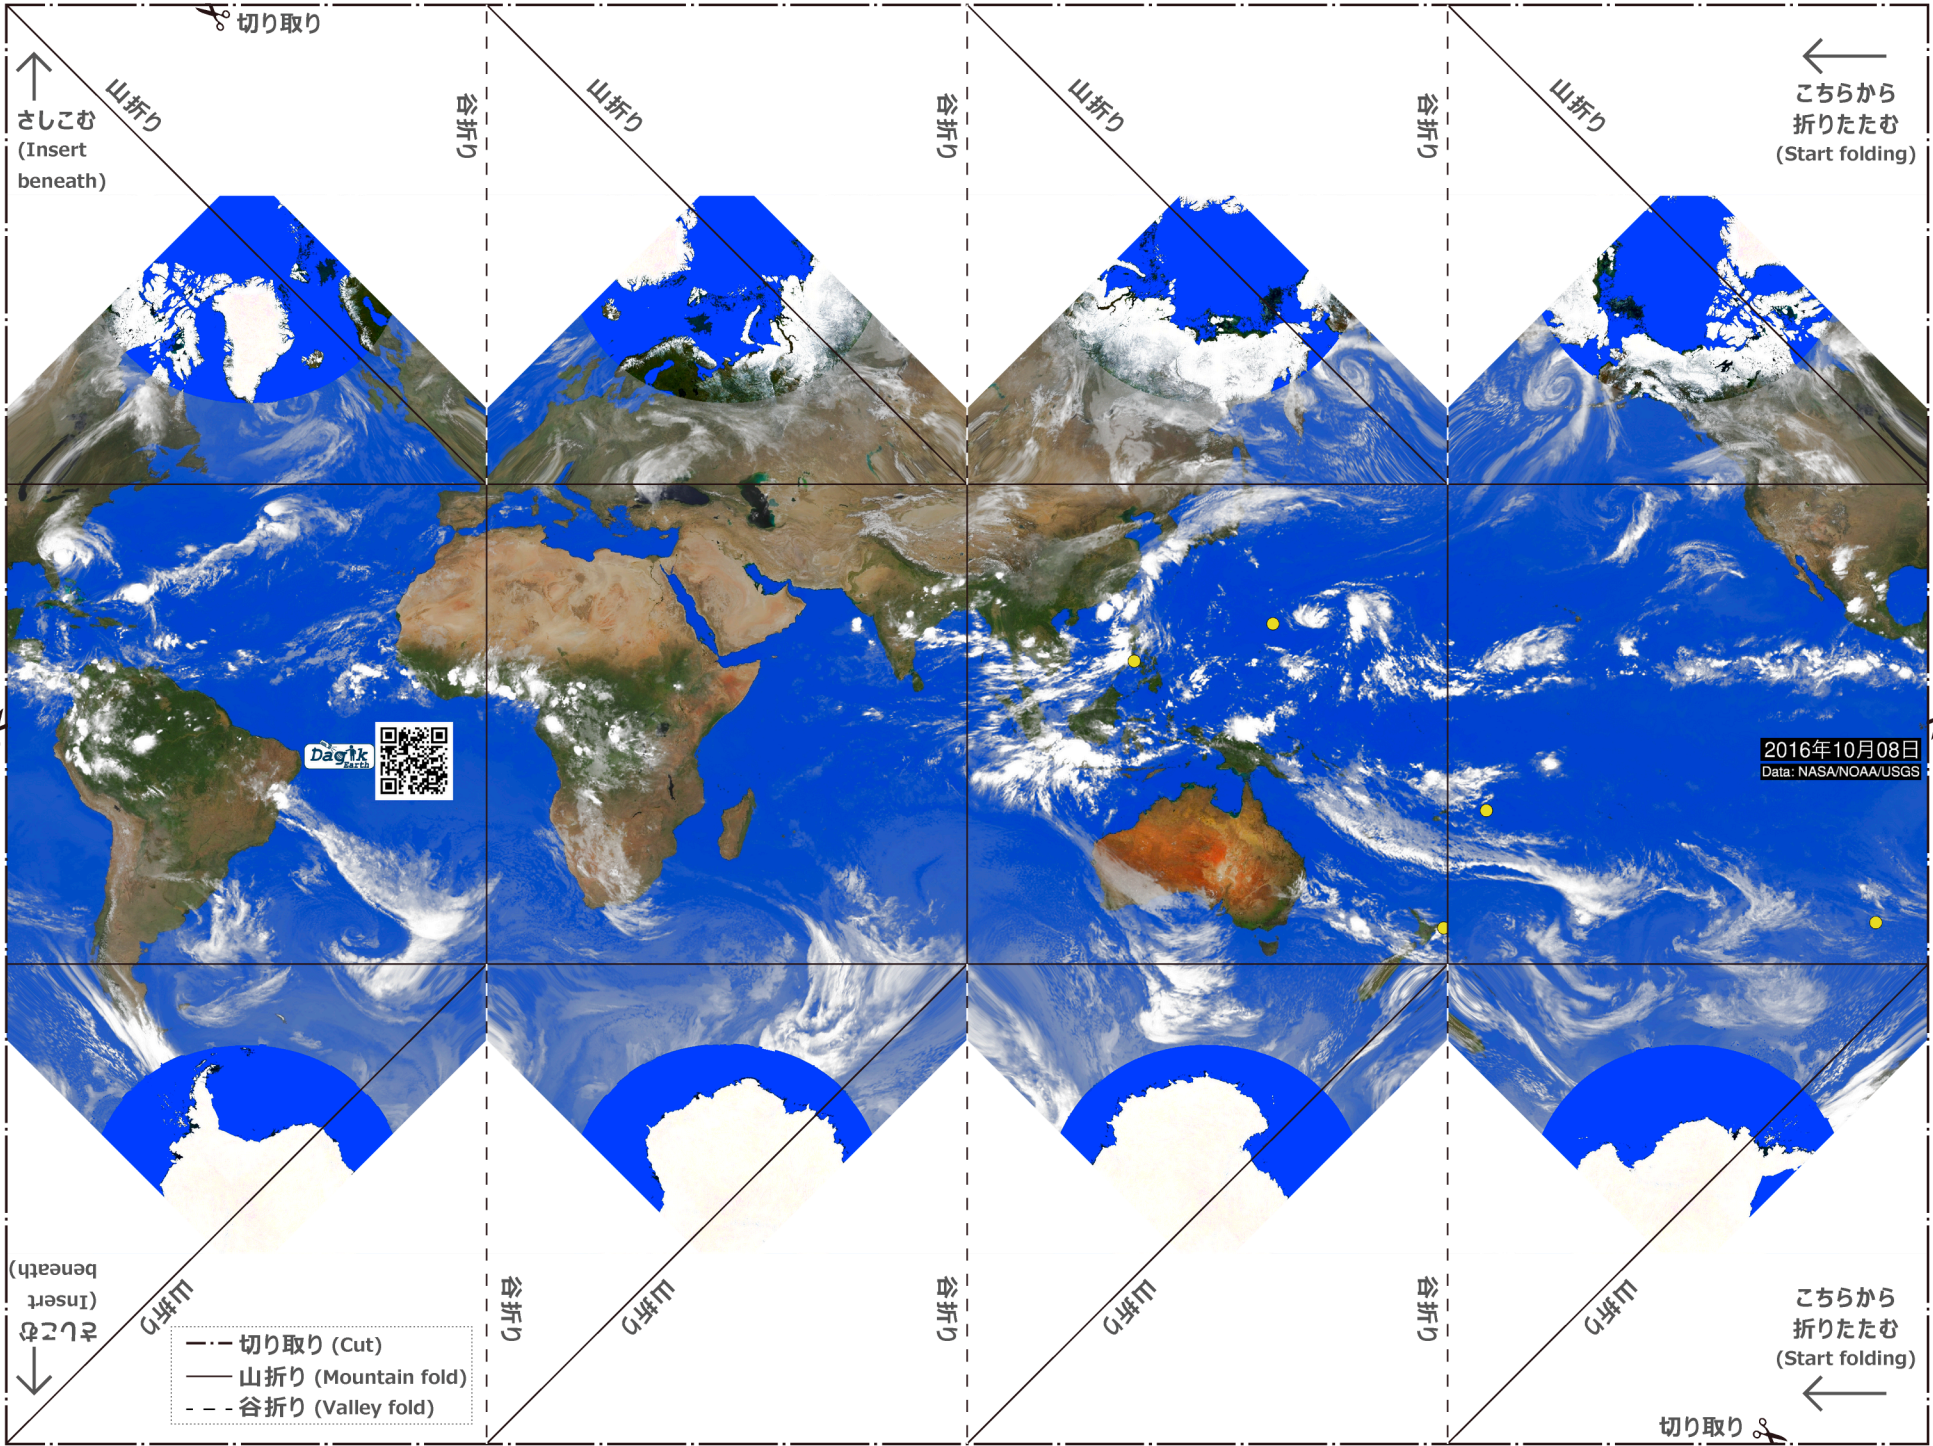 切り取り
山折り
谷折り
山折り
谷折り
山折り
谷折り
山折り
こちらから
折りたたむ
(Start folding)
さしこむ
(Insert
beneath)
Dagik
Earth
2016年10月08日
Data: NASA/NOAA/USGS
さしこむ
(Insert
beneath)
山折り
谷折り
山折り
谷折り
山折り
谷折り
山折り
こちらから
折りたたむ
(Start folding)
切り取り (Cut)
山折り (Mountain fold)
谷折り (Valley fold)
切り取り